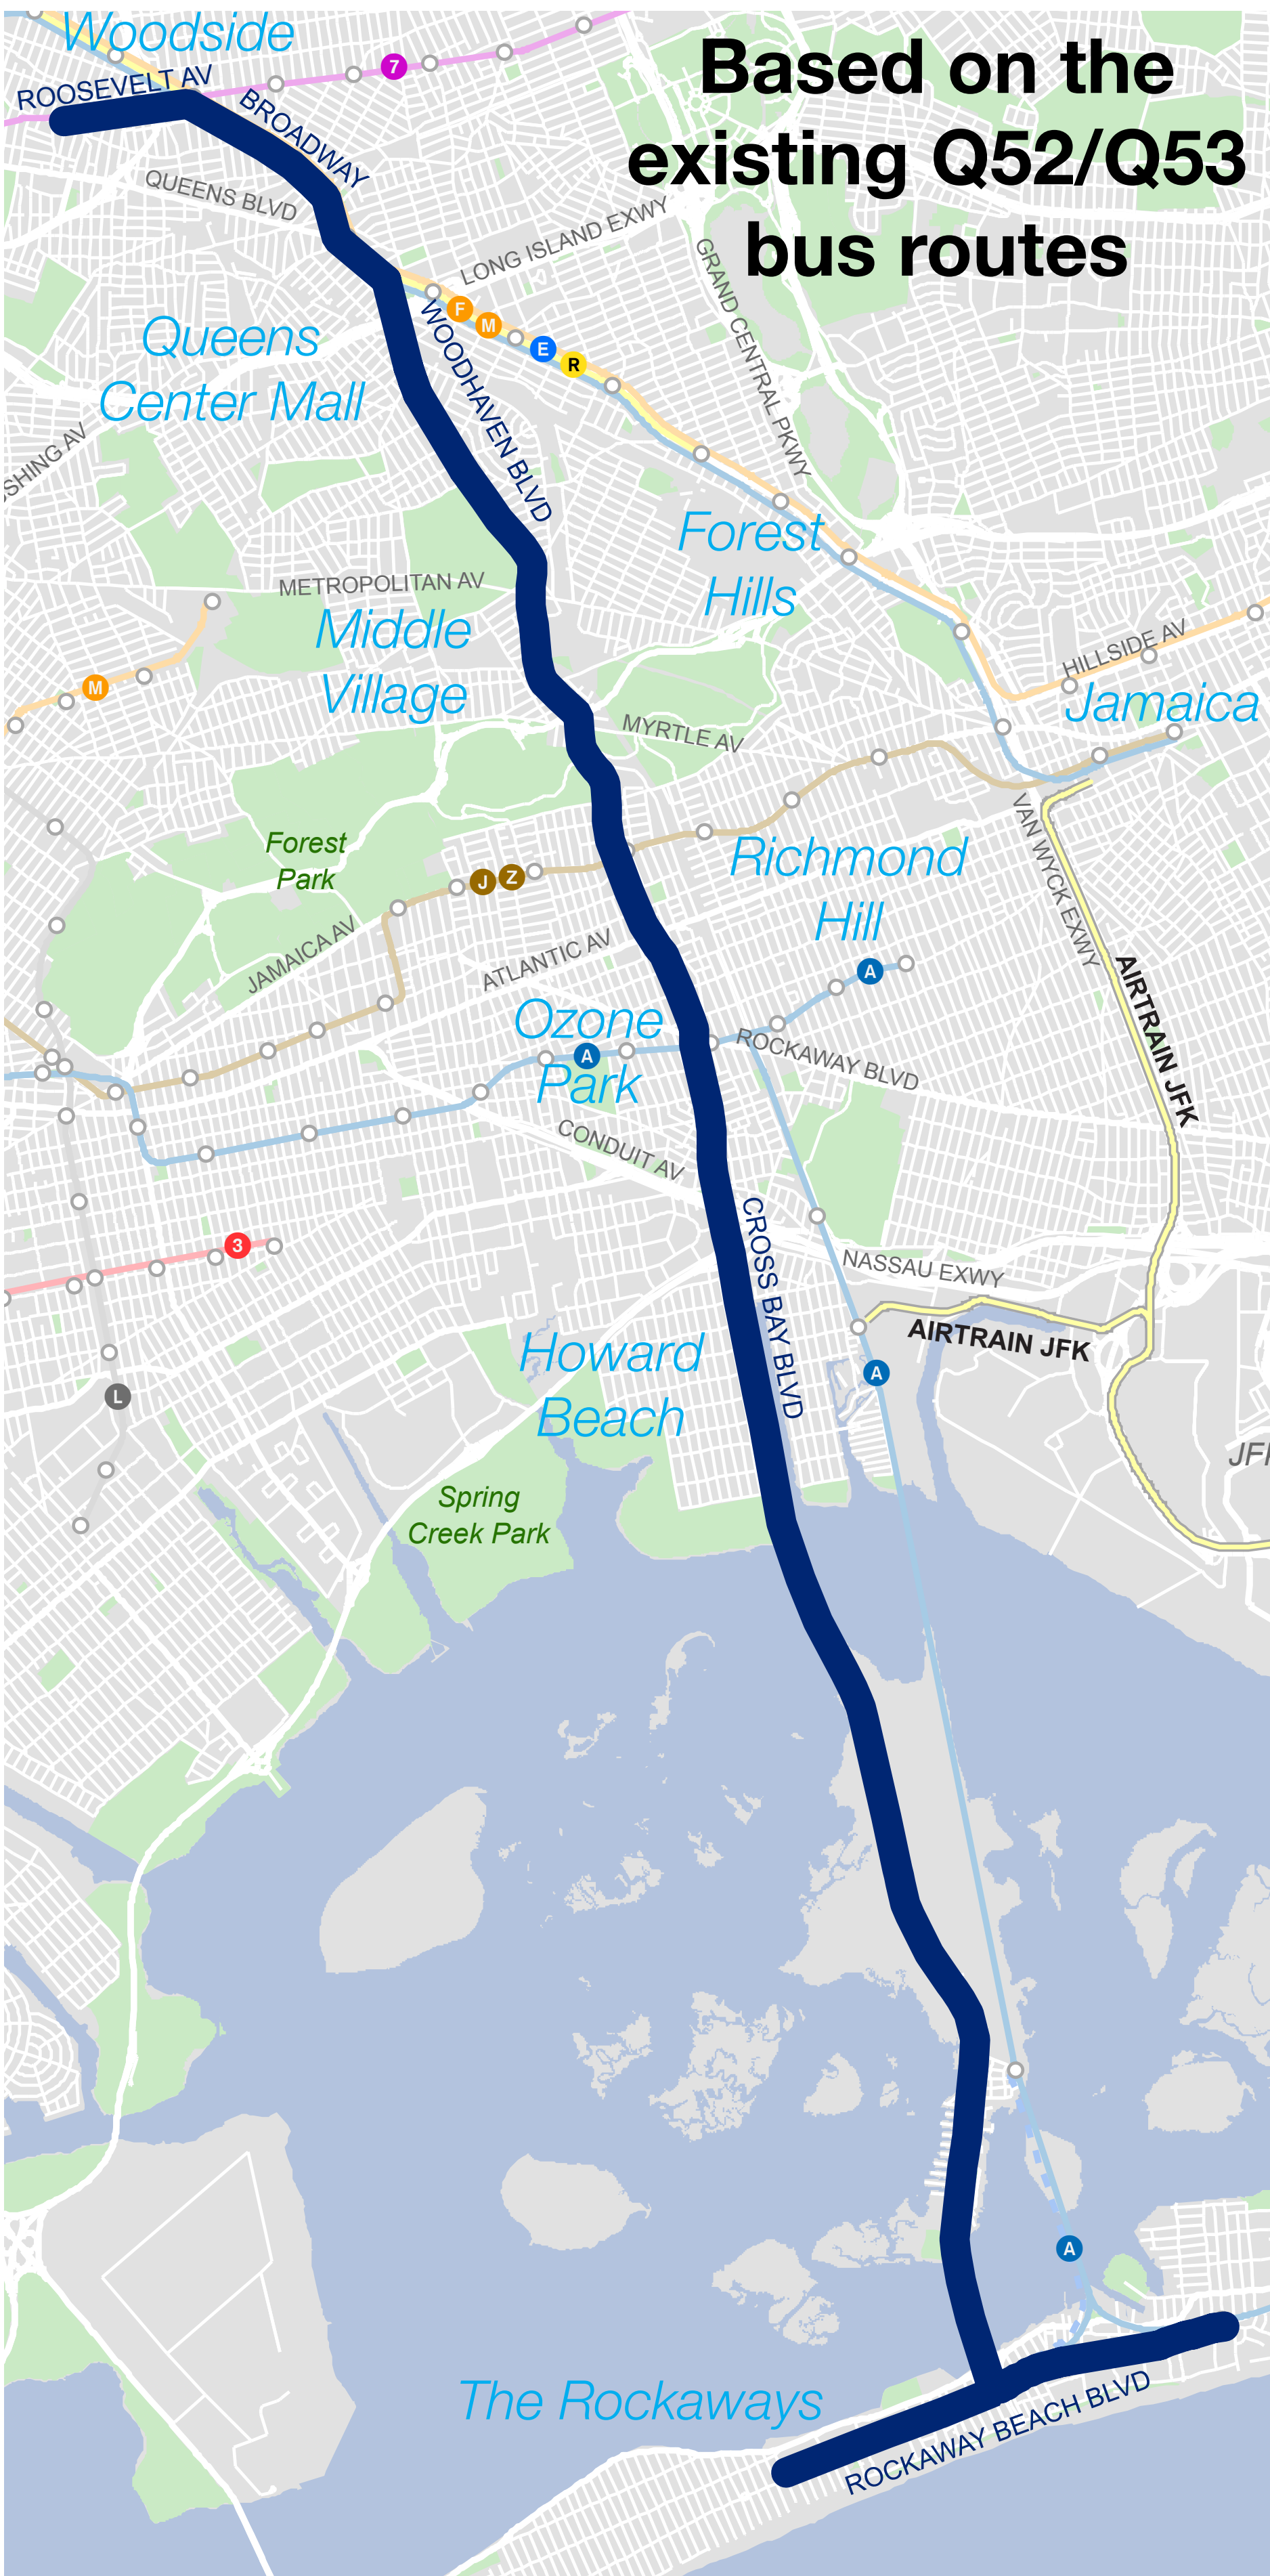 Woodside
Based on the
existing Q52/Q53
bus routes
ROOSEVELT AV
7
BROADWAY
QUEENS BLVD
LONG ISLAND EXWY
GRAND CENTRAL PKWY
Queens
Center Mall
F
M
E
R
WOODHAVEN BLVD
SHING AV
Forest
Hills
METROPOLITAN AV
Middle
Village
M
HILLSIDE AV
Jamaica
MYRTLE AV
Forest
Park
J
Z
Richmond
Hill
VAN WYCK EXWY
JAMAICA AV
ATLANTIC AV
A
AIRTRAIN JFK
Ozone
Park
A
ROCKAWAY BLVD
CONDUIT AV
3
CROSS BAY BLVD
NASSAU EXWY
AIRTRAIN JFK
Howard
Beach
A
L
JF
Spring
Creek Park
A
The Rockaways
ROCKAWAY BEACH BLVD